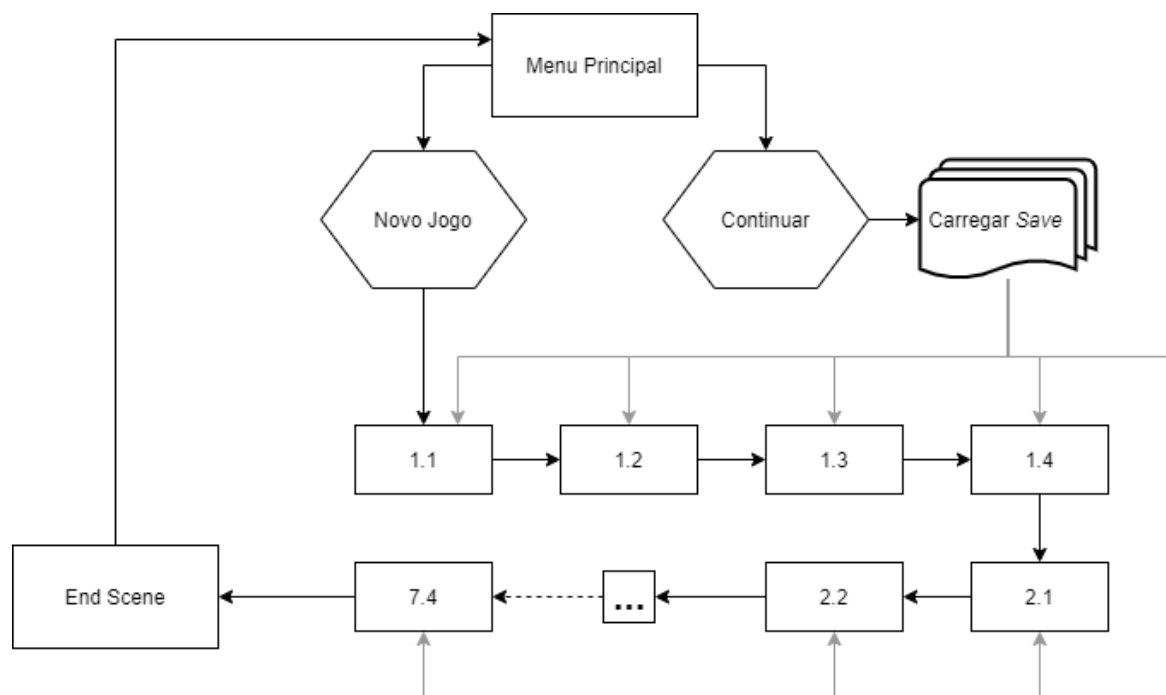 Menu Principal
Novo Jogo
Continuar
Carregar Save
1.1
1.2
1.3
1.4
End Scene
7.4
...
2.2
2.1